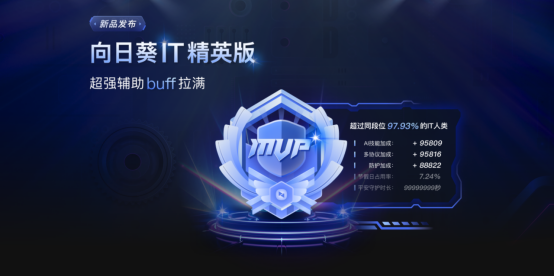 新品发布
向日葵IT精英版
超强辅助buff拉满
MVP
超过同段位 97.93% 的IT人类
AI技能加成: + 95809
多协议加成: + 95816
防护加成: + 88822
早教日占用率: 7.24%
平安守护时长: 99999999秒